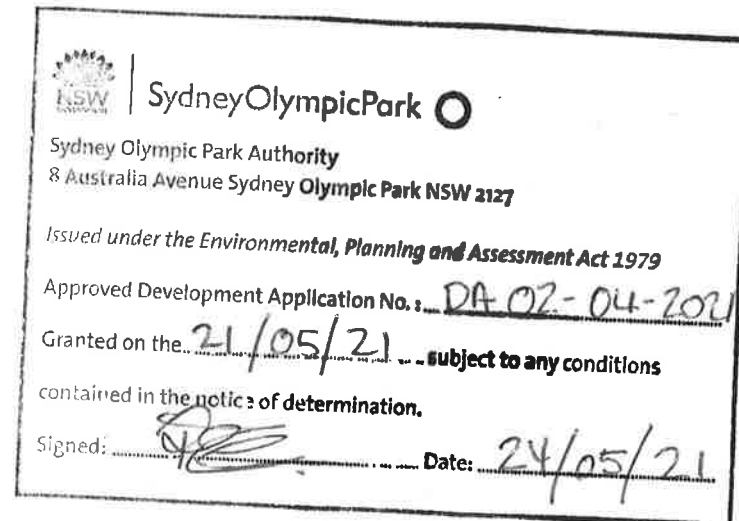 NSW
SydneyOlympicPark
Sydney Olympic Park Authority
8 Australia Avenue Sydney Olympic Park NSW 2127
Issued under the Environmental, Planning and Assessment Act 1979
Approved Development Application No.: DA 02-04-2021
Granted on the 21/05/21 subject to any conditions
contained in the notice of determination.
Signed: Date: 24/05/21